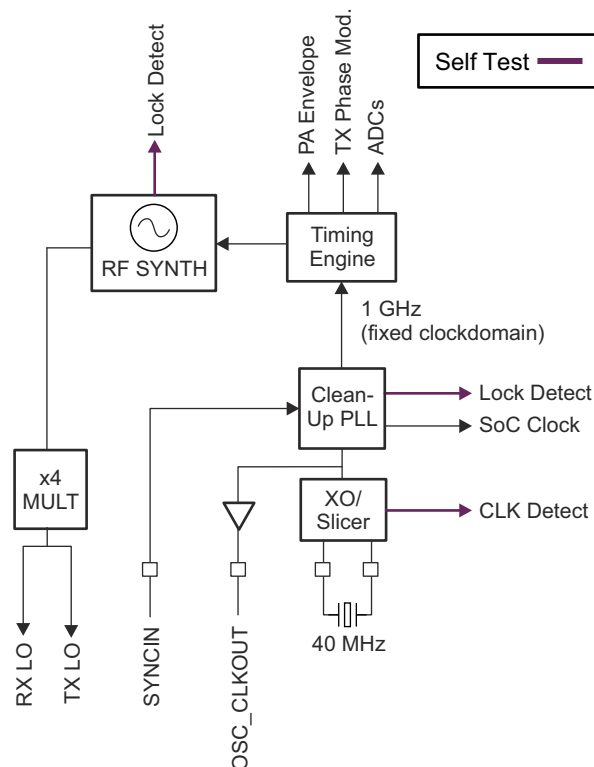 Self Test
Lock Detect
PA Envelope
TX Phase Mod.
ADCs
RF SYNTH
Timing
Engine
1 GHz
(fixed clockdomain)
Clean-
Up PLL
Lock Detect
SoC Clock
x4
MULT
XO/
Slicer
CLK Detect
40 MHz
RX LO
TX LO
SYNCIN
OSC_CLKOUT